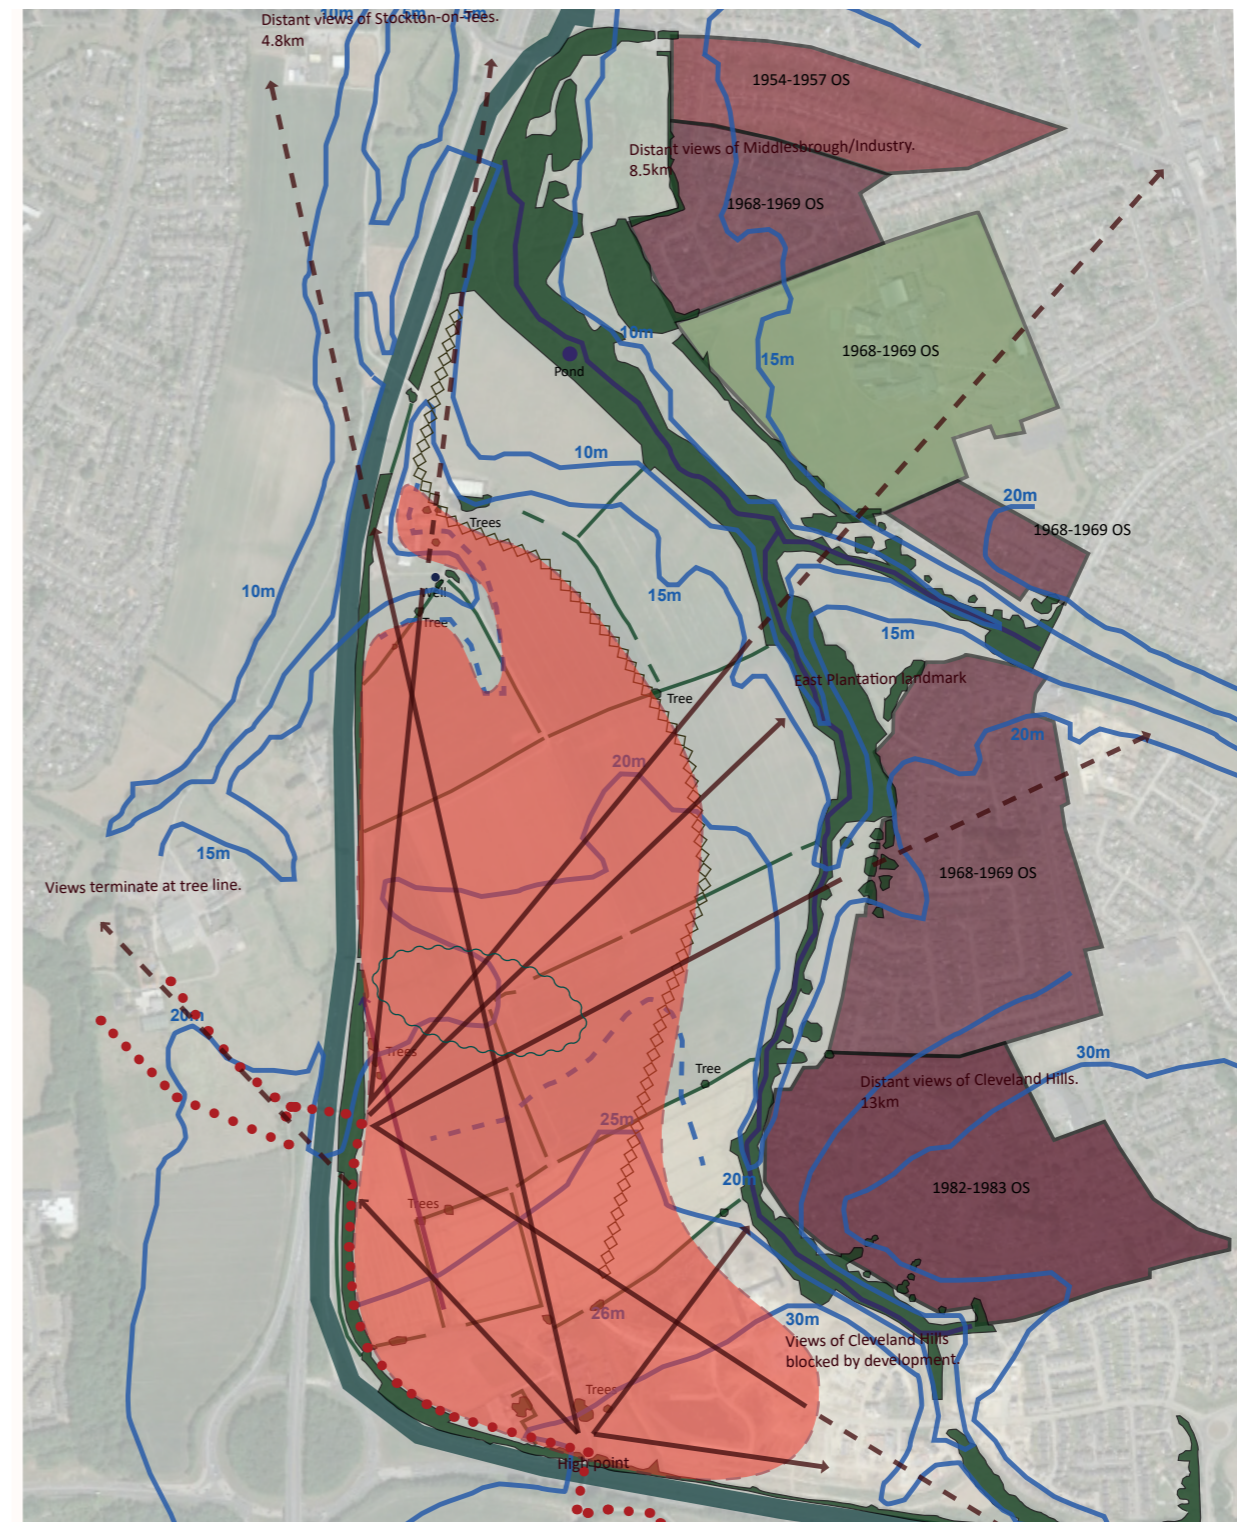 10m
5m
5m
Distant views of Stockton-on-Tees.
4.8km
1954-1957 OS
Distant views of Middlesbrough/Industry.
8.5km
1968-1969 OS
10m
15m
1968-1969 OS
Pond
10m
20m
Trees
1968-1969 OS
10m
Well
15m
Tree
15m
East Plantation landmark
Tree
20m
20m
15m
1968-1969 OS
Views terminate at tree line.
20m
Trees
30m
Tree
Distant views of Cleveland Hills.
13km
25m
20m
1982-1983 OS
Trees
26m
30m
Views of Cleveland Hills
blocked by development.
Trees
High point